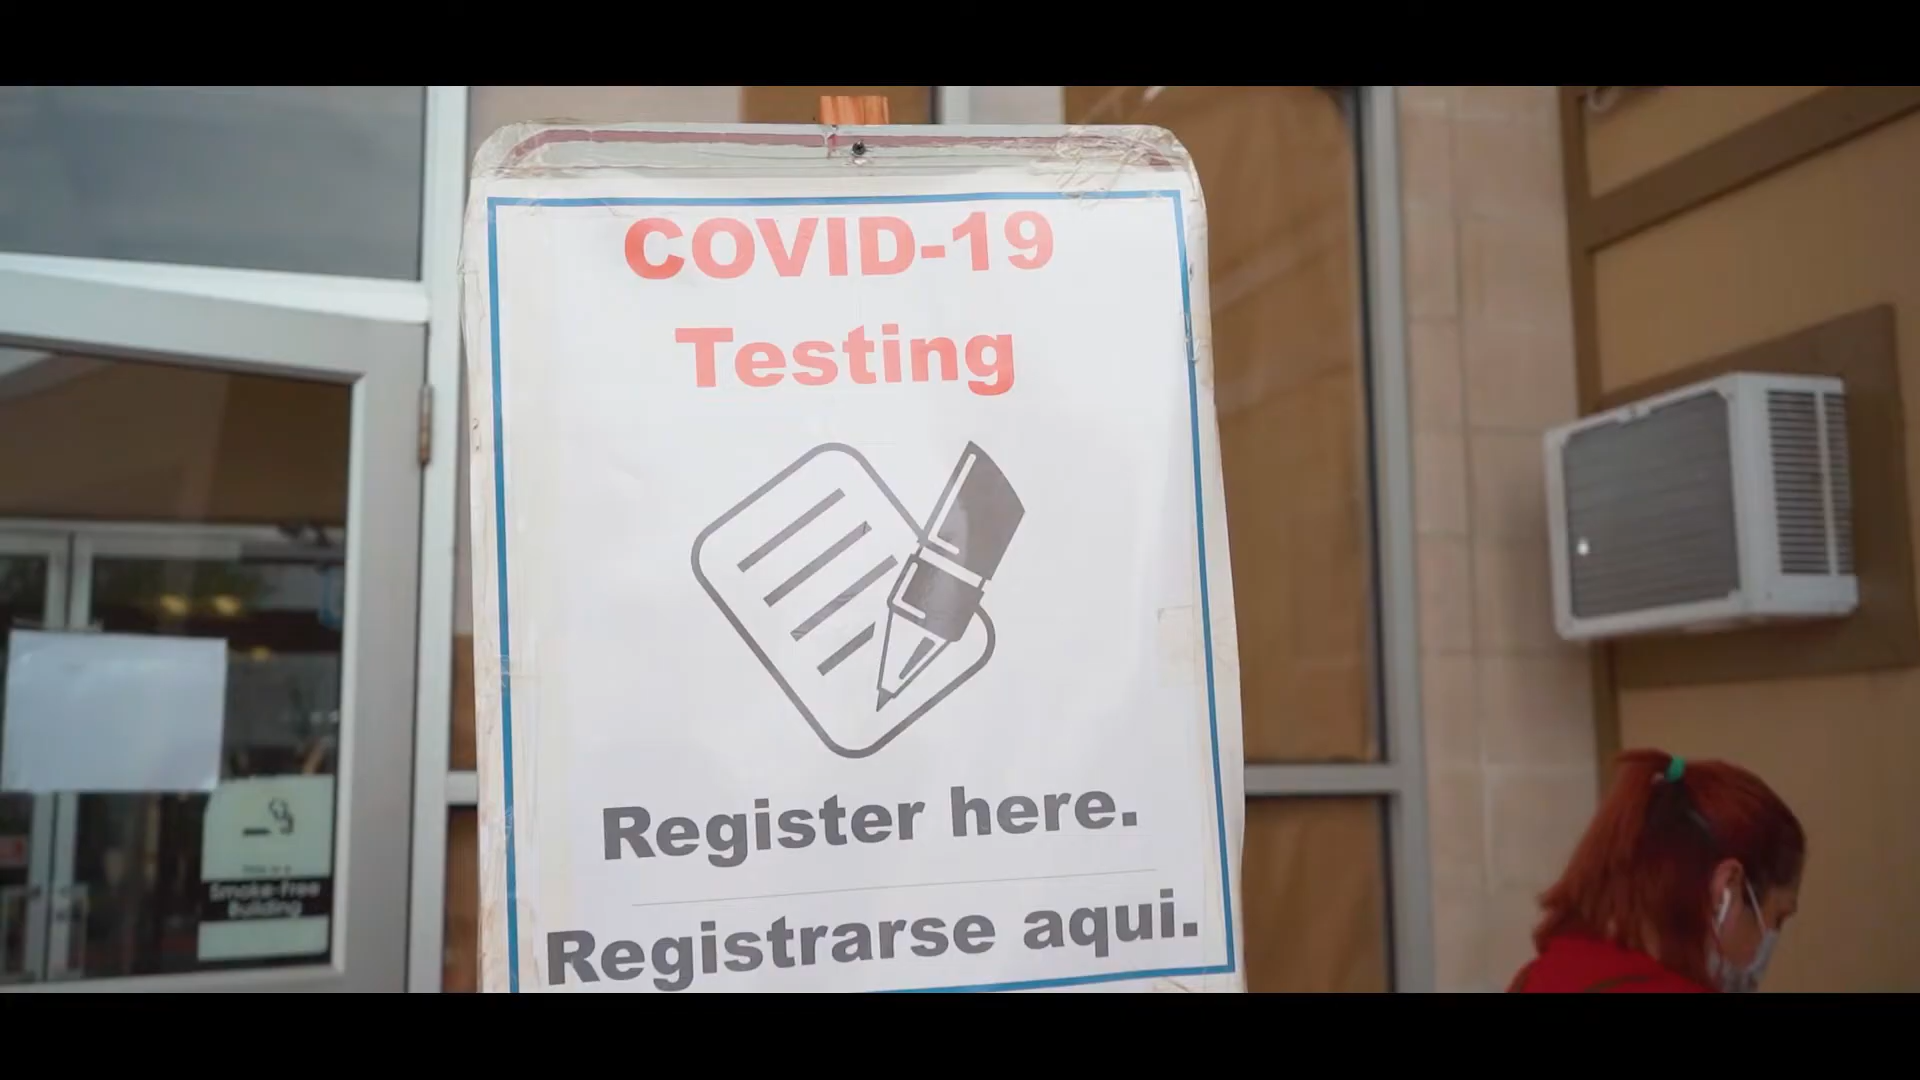 COVID-19
Testing
Register here.
Registrarse aqui.
Smoke-Free
Building